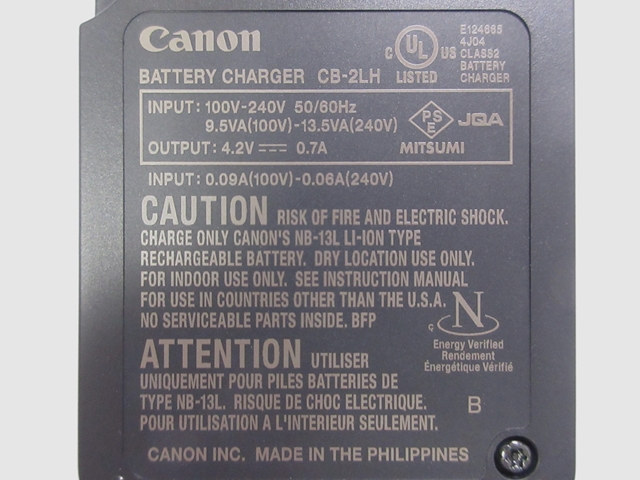 Canon
BATTERY CHARGER CB-2LH
C UL US
LISTED
E124665
4J04
CLASS2
BATTERY
CHARGER
INPUT: 100V-240V 50/60Hz
9.5VA(100V)-13.5VA(240V)
OUTPUT: 4.2V ⎓ 0.7A
PS
E
JQA
MITSUMI
INPUT: 0.09A(100V)-0.06A(240V)
CAUTION RISK OF FIRE AND ELECTRIC SHOCK.
CHARGE ONLY CANON'S NB-13L LI-ION TYPE
RECHARGEABLE BATTERY. DRY LOCATION USE ONLY.
FOR INDOOR USE ONLY. SEE INSTRUCTION MANUAL
FOR USE IN COUNTRIES OTHER THAN THE U.S.A.
NO SERVICEABLE PARTS INSIDE. BFP
c N
Energy Verified
Rendement
Énergétique Vérifié
ATTENTION UTILISER
UNIQUEMENT POUR PILES BATTERIES DE
TYPE NB-13L. RISQUE DE CHOC ELECTRIQUE.
POUR UTILISATION A L'INTERIEUR SEULEMENT.
B
CANON INC. MADE IN THE PHILIPPINES